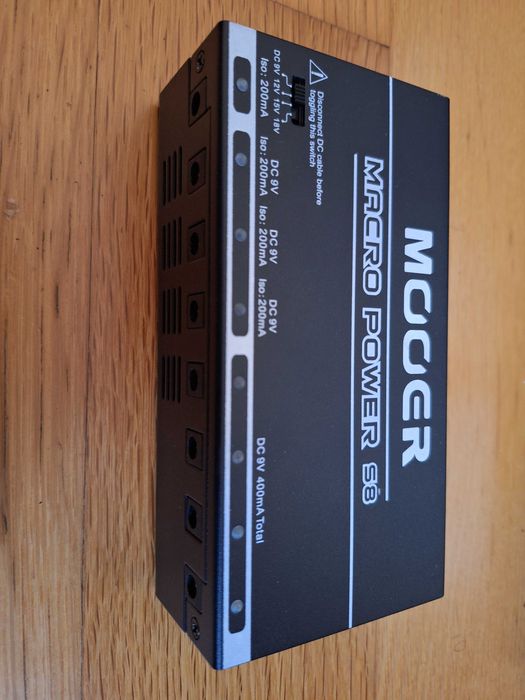 MOOER
MACRO POWER S8
Disconnect DC cable before
toggling this switch
DC 9V 12V 15V 18V
Iso: 200mA
DC 9V
Iso: 200mA
DC 9V
Iso: 200mA
DC 9V
Iso: 200mA
DC 9V 400mA Total